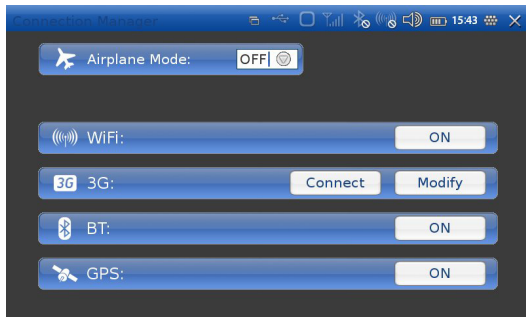 Connection Manager 15:43
Airplane Mode: OFF
WiFi: ON
3G 3G: Connect Modify
BT: ON
GPS: ON